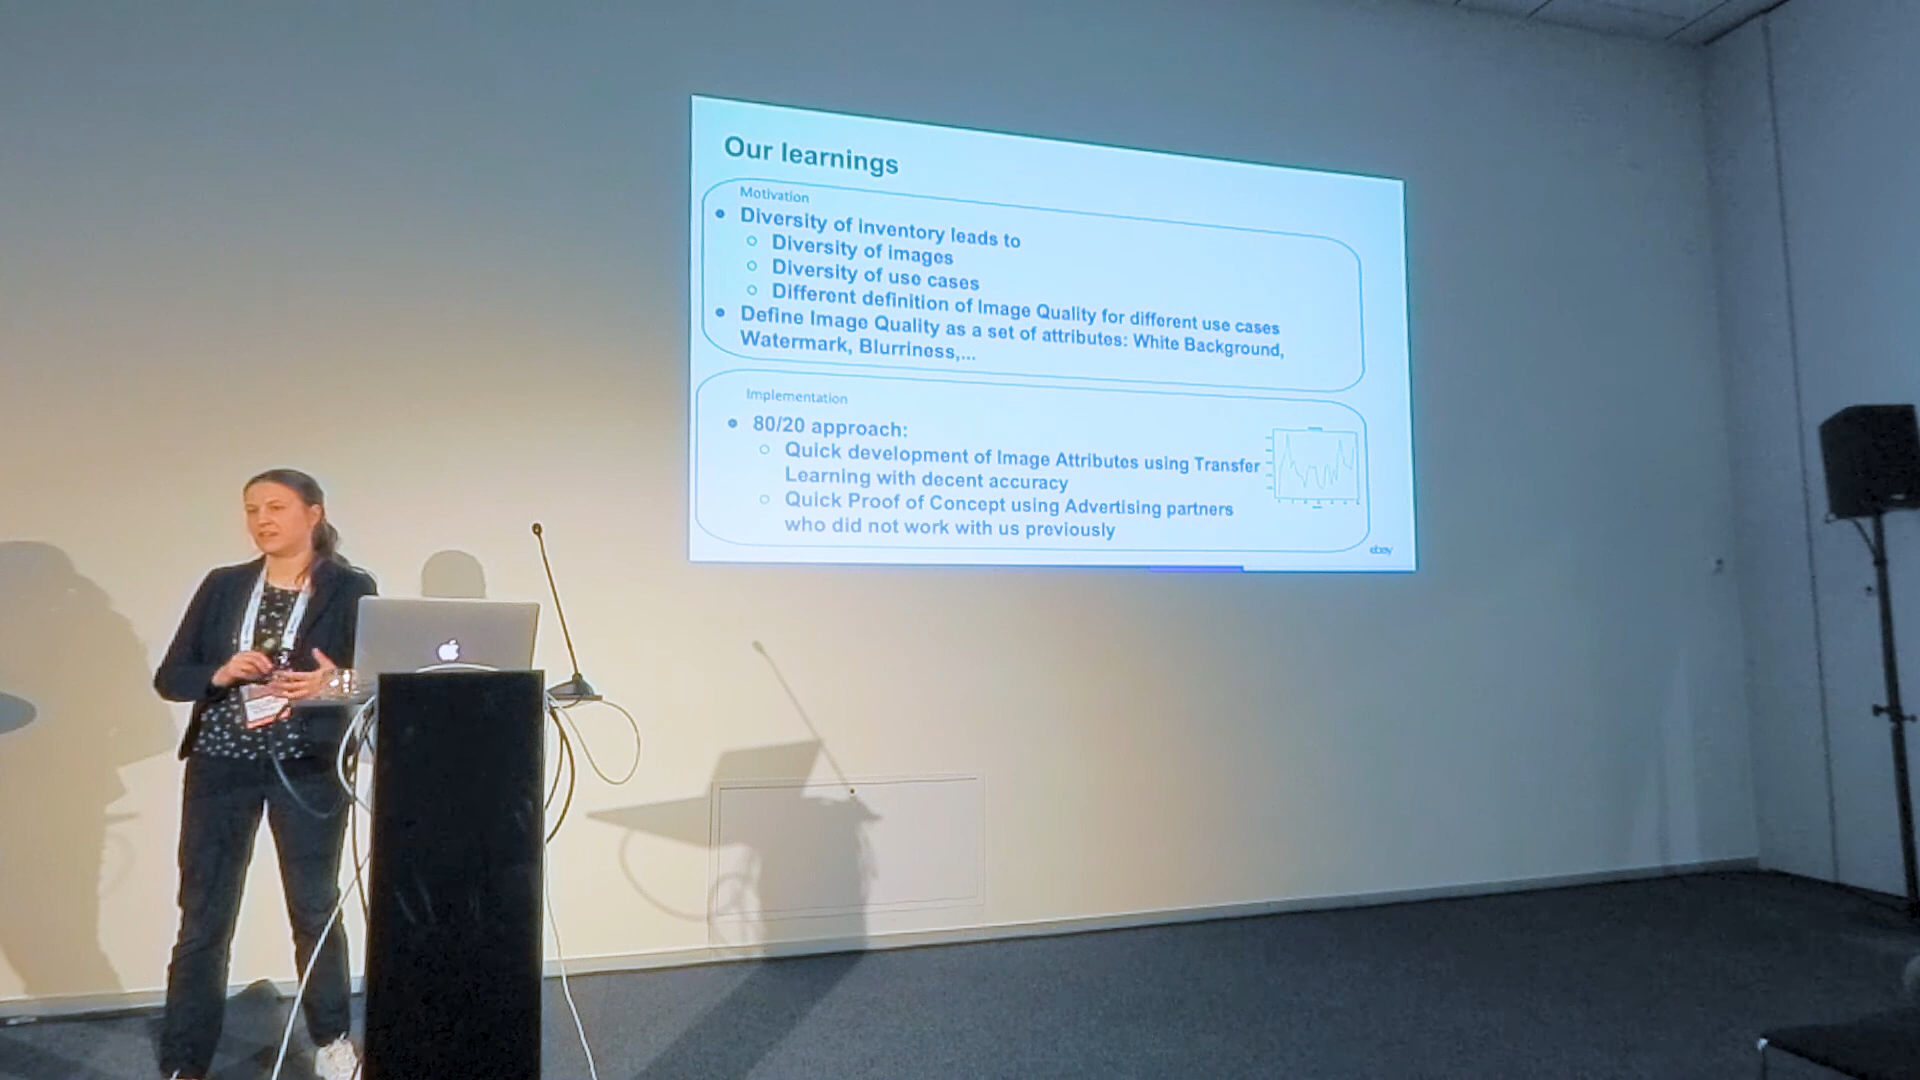 Our learnings
Motivation
• Diversity of Inventory leads to
○ Diversity of images
○ Diversity of use cases
○ Different definition of Image Quality for different use cases
• Define Image Quality as a set of attributes: White Background,
Watermark, Blurriness,...
Implementation
• 80/20 approach:
○ Quick development of Image Attributes using Transfer
Learning with decent accuracy
○ Quick Proof of Concept using Advertising partners
who did not work with us previously
ebay